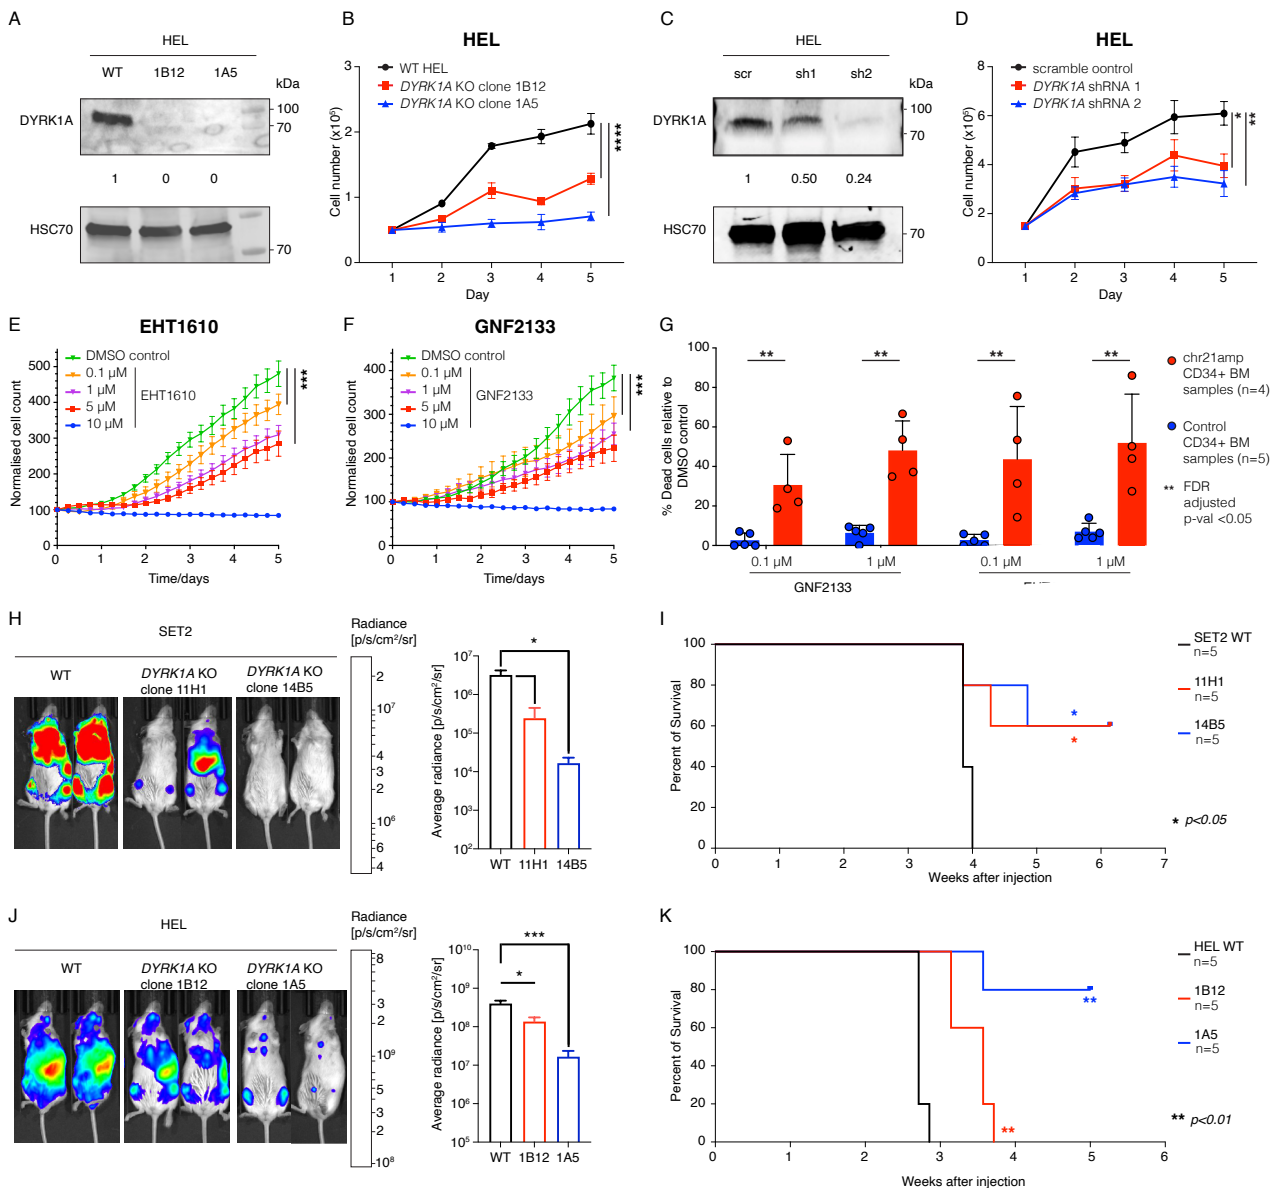 A
HEL
WT 1B12 1A5
kDa
DYRK1A
100
70
1 0 0
HSC70
70
B
HEL
WT HEL
DYRK1A KO clone 1B12
DYRK1A KO clone 1A5
Cell number (x10⁵)
3
2
1
0
1 2 3 4 5
Day
****
C
HEL
scr sh1 sh2
kDa
DYRK1A
100
70
1 0.50 0.24
HSC70
70
D
HEL
scramble oontrol
DYRK1A shRNA 1
DYRK1A shRNA 2
Cell number (x10⁵)
8
6
4
2
0
1 2 3 4 5
Day
* **
E
EHT1610
DMSO control
0.1 µM
1 µM
5 µM
10 µM
EHT1610
Normalised cell count
500
400
300
200
100
0
0 1 2 3 4 5
Time/days
***
F
GNF2133
DMSO control
0.1 µM
1 µM
5 µM
10 µM
GNF2133
Normalised cell count
400
300
200
100
0
0 1 2 3 4 5
Time/days
***
G
% Dead cells relative to
DMSO control
100
80
60
40
20
0
** ** ** **
0.1 µM 1 µM 0.1 µM 1 µM
GNF2133
chr21amp
CD34+ BM
samples (n=4)
Control
CD34+ BM
samples (n=5)
** FDR
adjusted
p-val <0.05
H
SET2
WT
DYRK1A KO
clone 11H1
DYRK1A KO
clone 14B5
Radiance
[p/s/cm²/sr]
2
10⁷
4
3
2
10⁶
6
4
Average radiance [p/s/cm²/sr]
10⁷
10⁶
10⁵
10⁴
10³
10²
*
WT 11H1 14B5
I
Percent of Survival
100
80
60
40
20
0
0 1 2 3 4 5 6 7
Weeks after injection
*
*
SET2 WT
n=5
11H1
n=5
14B5
n=5
* p<0.05
J
HEL
WT
DYRK1A KO
clone 1B12
DYRK1A KO
clone 1A5
Radiance
[p/s/cm²/sr]
8
5
3
2
10⁹
5
4
3
2
10⁸
Average radiance [p/s/cm²/sr]
10¹⁰
10⁹
10⁸
10⁷
10⁶
10⁵
***
*
WT 1B12 1A5
K
Percent of Survival
100
80
60
40
20
0
0 1 2 3 4 5 6
Weeks after injection
**
**
HEL WT
n=5
1B12
n=5
1A5
n=5
** p<0.01